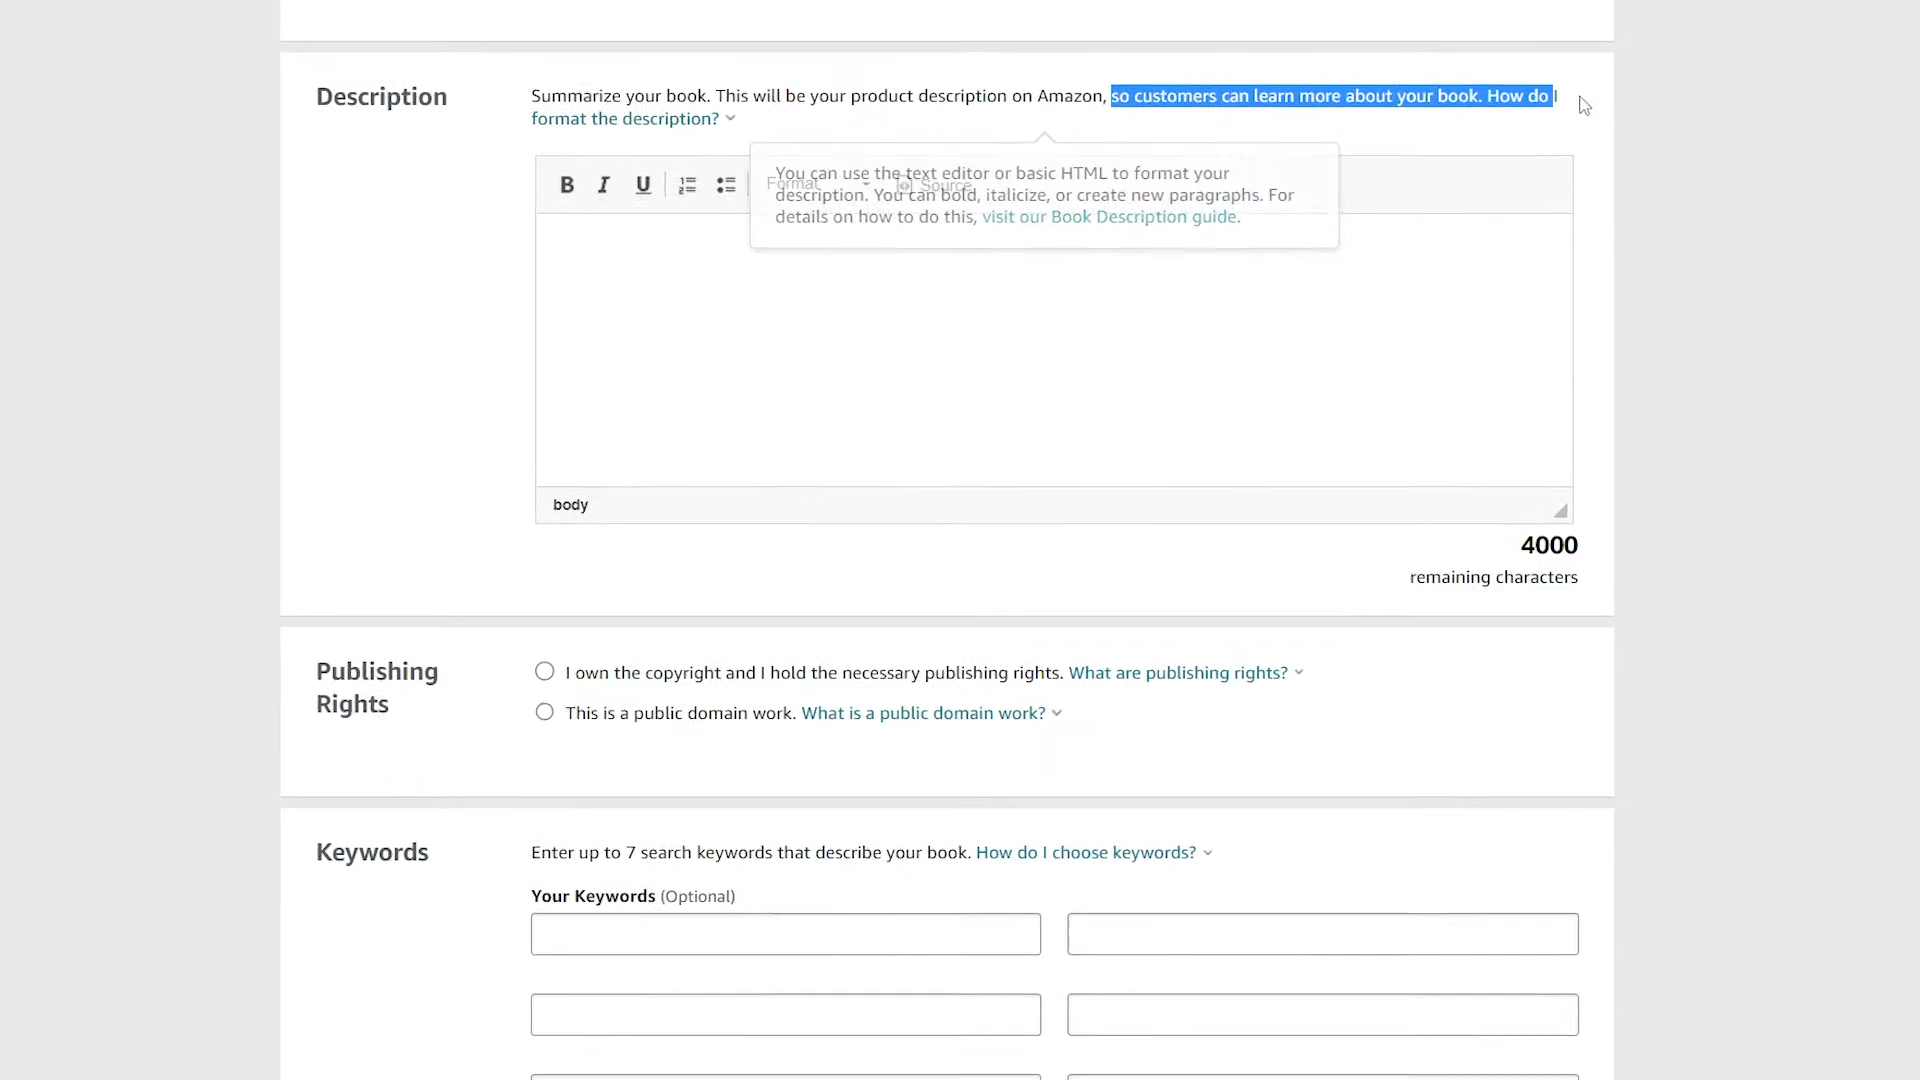 Description
Summarize your book. This will be your product description on Amazon, so customers can learn more about your book. How do I
format the description?
You can use the text editor or basic HTML to format your
description. You can bold, italicize, or create new paragraphs. For
details on how to do this, visit our Book Description guide.
B I U Format Source
body
4000
remaining characters
Publishing
Rights
I own the copyright and I hold the necessary publishing rights. What are publishing rights?
This is a public domain work. What is a public domain work?
Keywords
Enter up to 7 search keywords that describe your book. How do I choose keywords?
Your Keywords (Optional)